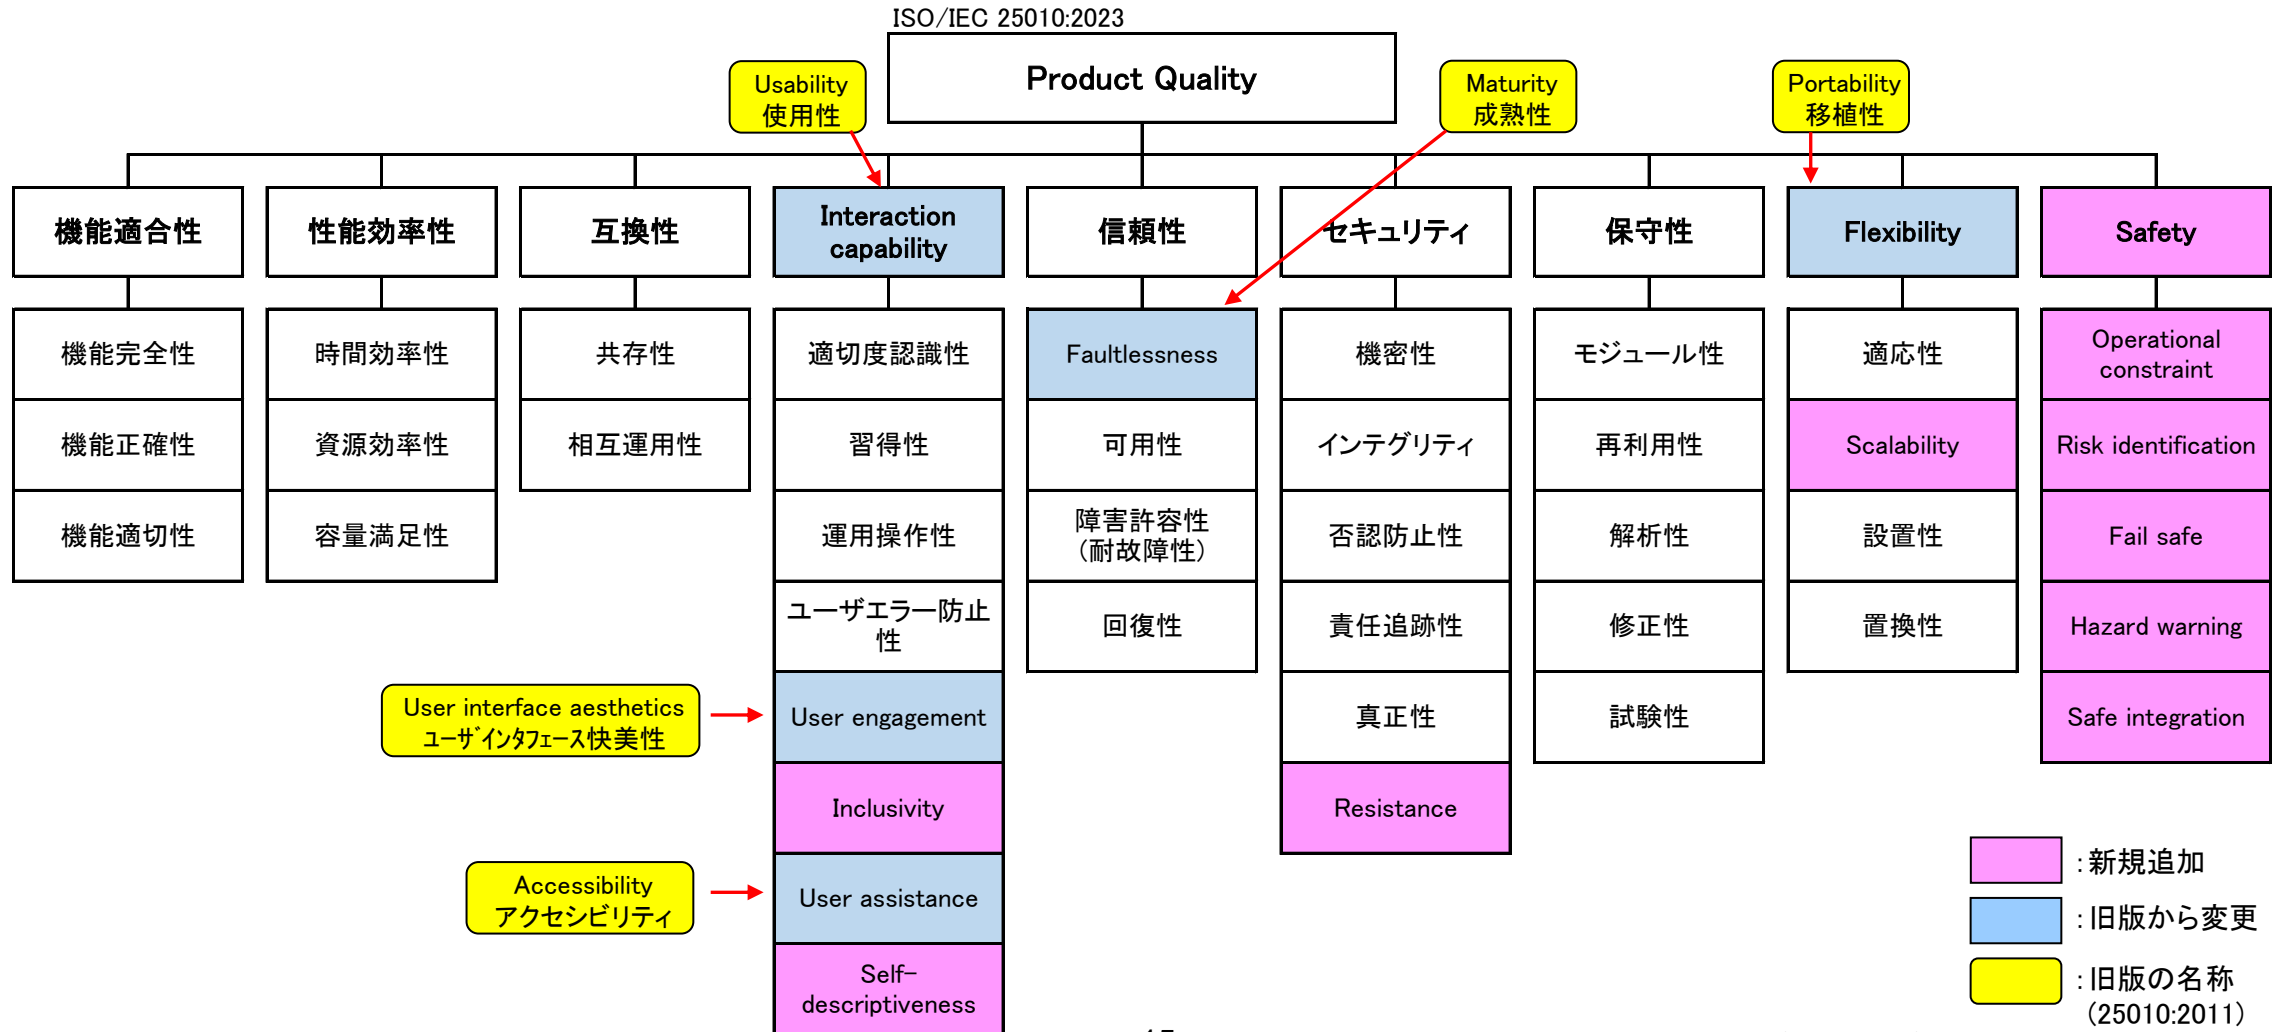 ISO/IEC 25010:2023
Product Quality
Usability
使用性
Maturity
成熟性
Portability
移植性
機能適合性
性能効率性
互換性
Interaction
capability
信頼性
セキュリティ
保守性
Flexibility
Safety
機能完全性
機能正確性
機能適切性
時間効率性
資源効率性
容量満足性
共存性
相互運用性
適切度認識性
習得性
運用操作性
ユーザエラー防止
性
User engagement
Inclusivity
User assistance
Self-
descriptiveness
User interface aesthetics
ユーザインタフェース快美性
Accessibility
アクセシビリティ
Faultlessness
可用性
障害許容性
(耐故障性)
回復性
機密性
インテグリティ
否認防止性
責任追跡性
真正性
Resistance
モジュール性
再利用性
解析性
修正性
試験性
適応性
Scalability
設置性
置換性
Operational
constraint
Risk identification
Fail safe
Hazard warning
Safe integration
:新規追加
:旧版から変更
:旧版の名称
(25010:2011)